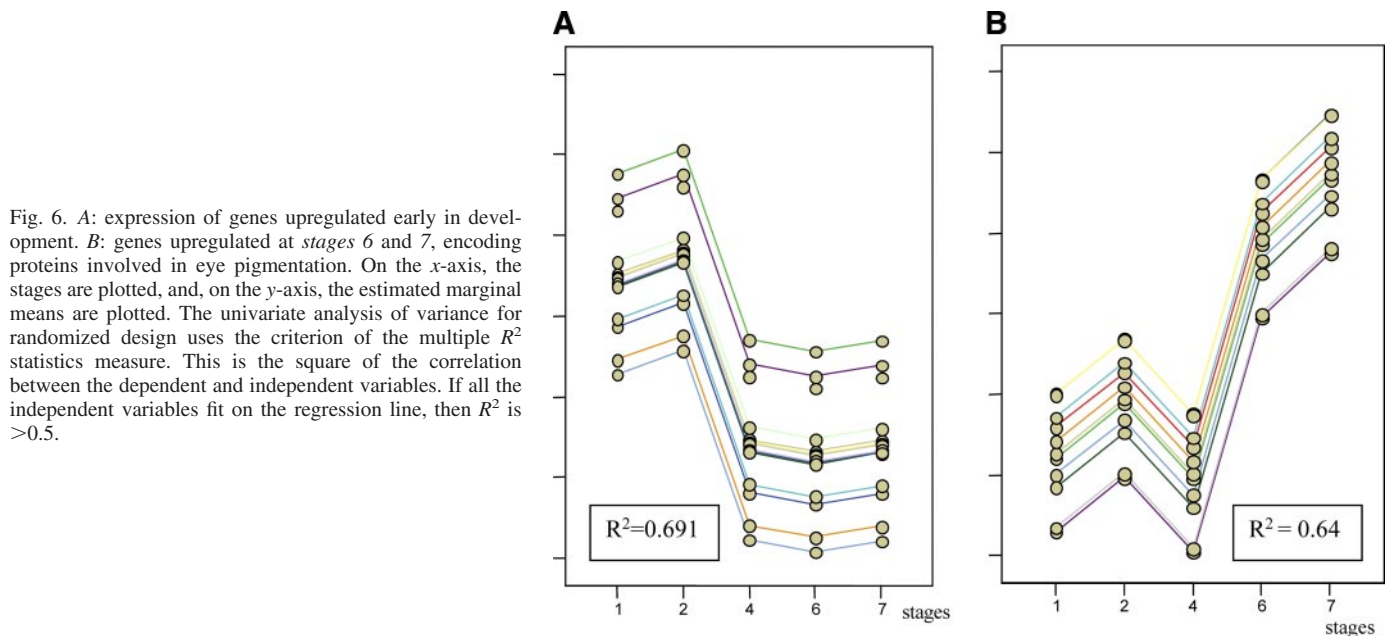 Fig. 6. A: expression of genes upregulated early in devel-
opment. B: genes upregulated at stages 6 and 7, encoding
proteins involved in eye pigmentation. On the x-axis, the
stages are plotted, and, on the y-axis, the estimated marginal
means are plotted. The univariate analysis of variance for
randomized design uses the criterion of the multiple R²
statistics measure. This is the square of the correlation
between the dependent and independent variables. If all the
independent variables fit on the regression line, then R² is
>0.5.
A
R²=0.691
1 2 4 6 7 stages
B
R² = 0.64
1 2 4 6 7
stages